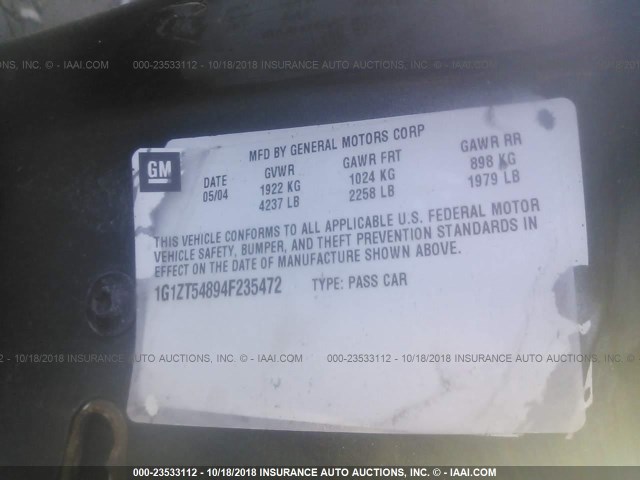 INC. © - IAAI.COM 000-23533112 - 10/18/2018 INSURANCE AUTO AUCTIONS, INC. © - IAAI.COM 000-23533112
GM
MFD BY GENERAL MOTORS CORP
DATE GVWR GAWR FRT GAWR RR
05/04 1922 KG 1024 KG 898 KG
4237 LB 2258 LB 1979 LB
THIS VEHICLE CONFORMS TO ALL APPLICABLE U.S. FEDERAL MOTOR
VEHICLE SAFETY, BUMPER, AND THEFT PREVENTION STANDARDS IN
EFFECT ON THE DATE OF MANUFACTURE SHOWN ABOVE.
1G1ZT54894F235472 TYPE: PASS CAR
10/18/2018 INSURANCE AUTO AUCTIONS, INC. © - IAAI.COM 000-23533112 - 10/18/2018 INSURANCE AUTO AUCTIONS, INC. © - IAAI.COM
000-23533112 - 10/18/2018 INSURANCE AUTO AUCTIONS, INC. © - IAAI.COM